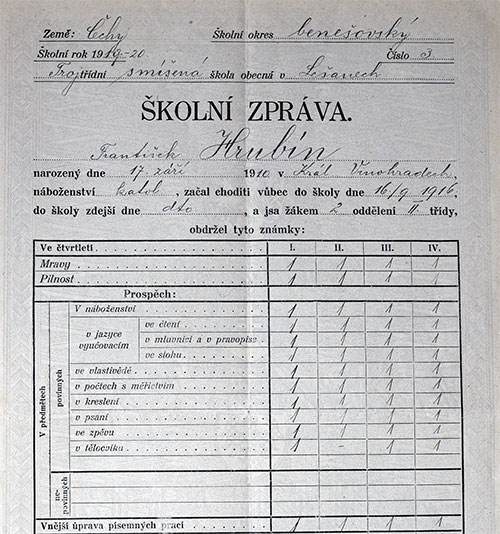 Země: Čechy Školní okres benešovský
Školní rok 1919-20 Číslo 3
Trojtřídní smíšená škola obecná v Lešanech
ŠKOLNÍ ZPRÁVA.
František Hrubín
narozený dne 17. září 1910 v Král. Vinohradech,
náboženství katol., začal choditi vůbec do školy dne 16/9 1916,
do školy zdejší dne dto, a jsa žákem 2 oddělení II. třídy,
obdržel tyto známky:
Ve čtvrtletí I. II. III. IV.
Mravy 1 1 1 1
Pilnost 1 1 1 1
Prospěch:
V předmětech
povinných
V náboženství 1 1 1 1
v jazyce vyučovacím
ve čtení 1 1 1 1
v mluvnici a v pravopise 1 1 1 1
ve slohu 1 1 1 1
ve vlastivědě 1 1 1 1
v počtech s měřictvím 1 1 1 1
v kreslení 1 1 1 1
v psaní 1 1 1 1
ve zpěvu 1 1 1 1
v tělocviku 1 - 1 1
nepovinných
Vnější úprava písemných prací 1 1 1 1